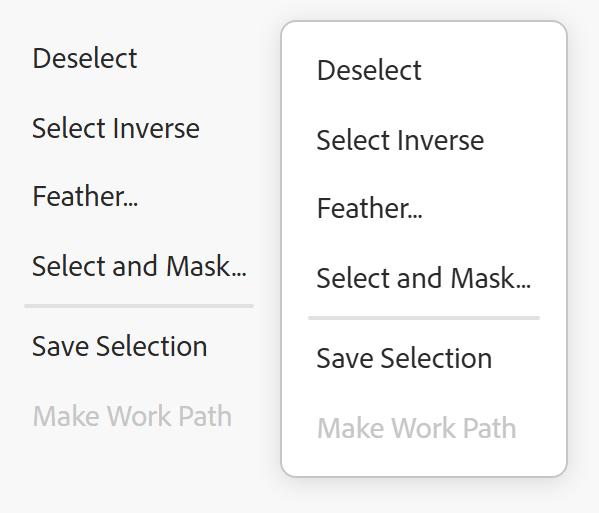 Deselect
Select Inverse
Feather...
Select and Mask...
Save Selection
Make Work Path
Deselect
Select Inverse
Feather...
Select and Mask...
Save Selection
Make Work Path